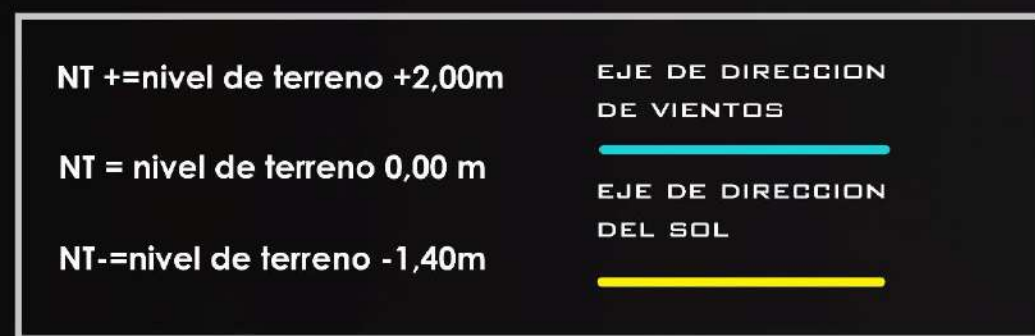 NT +=nivel de terreno +2,00m
NT = nivel de terreno 0,00 m
NT-=nivel de terreno -1,40m
EJE DE DIRECCION
DE VIENTOS
EJE DE DIRECCION
DEL SOL